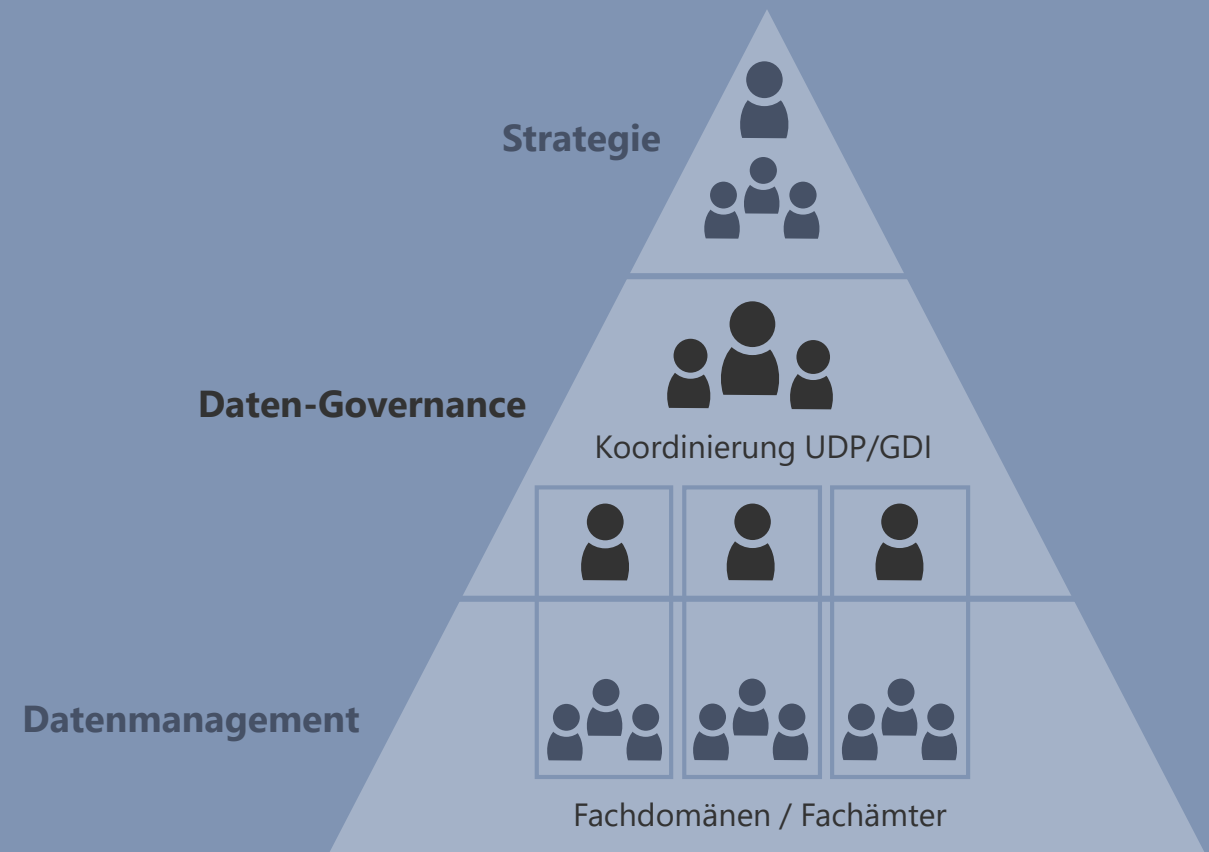 Strategie
Daten-Governance
Koordinierung UDP/GDI
Datenmanagement
Fachdomänen / Fachämter